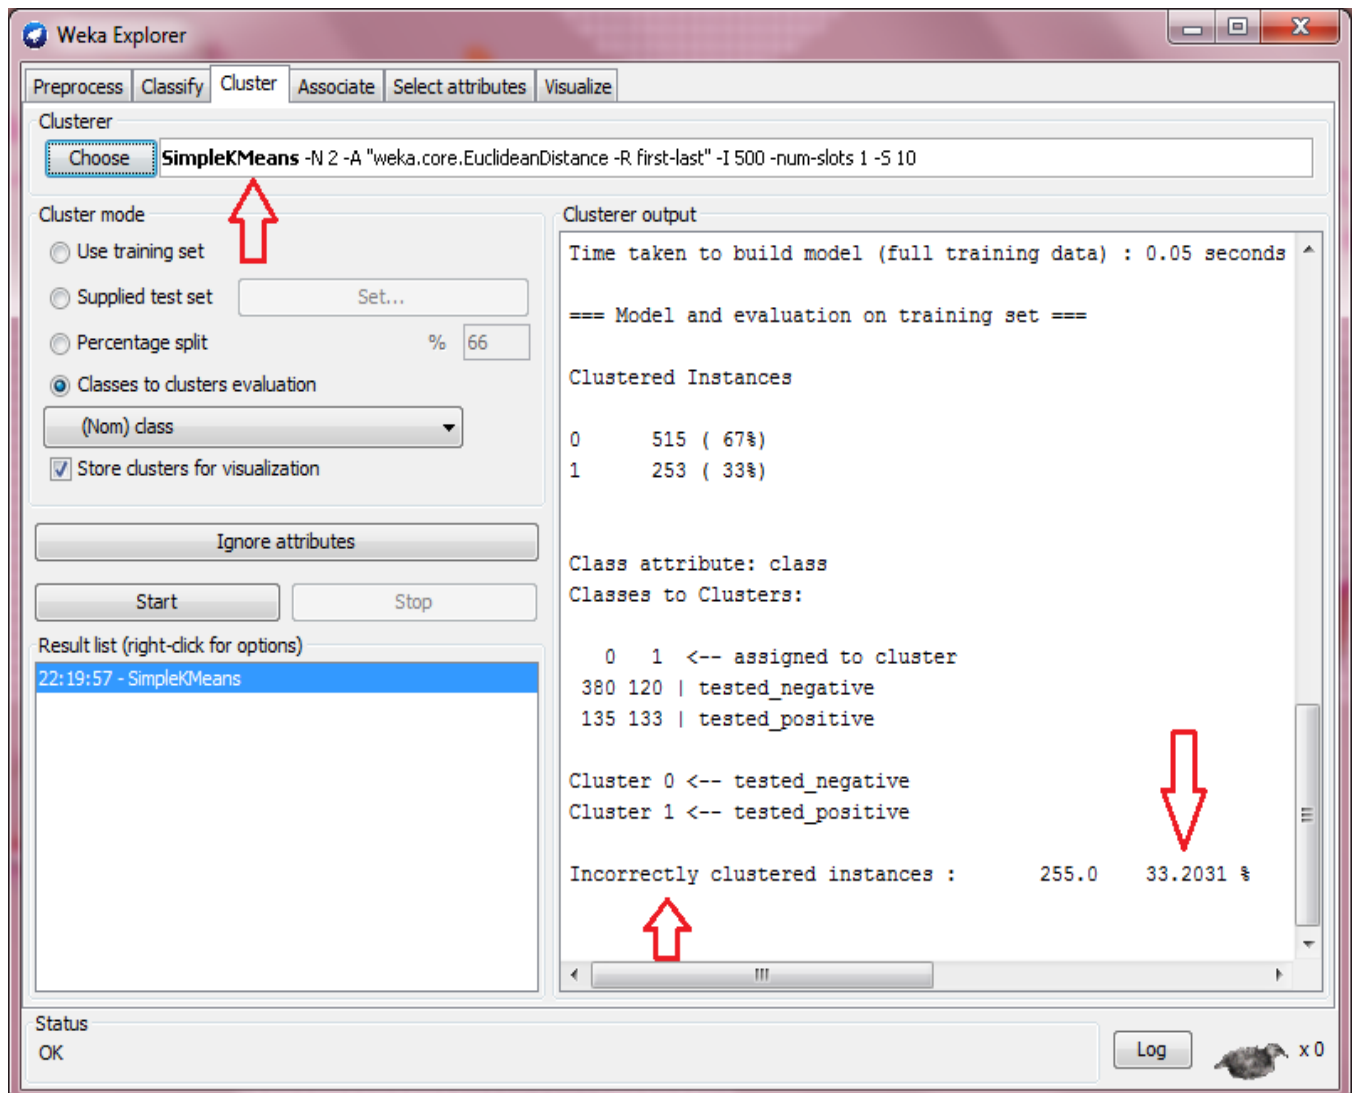 Weka Explorer
Preprocess Classify Cluster Associate Select attributes Visualize
Clusterer
Choose SimpleKMeans -N 2 -A "weka.core.EuclideanDistance -R first-last" -I 500 -num-slots 1 -S 10
Cluster mode
Use training set
Supplied test set Set...
Percentage split % 66
Classes to clusters evaluation
(Nom) class
Store clusters for visualization
Ignore attributes
Start Stop
Result list (right-click for options)
22:19:57 - SimpleKMeans
Clusterer output
Time taken to build model (full training data) : 0.05 seconds
=== Model and evaluation on training set ===
Clustered Instances
0 515 ( 67%)
1 253 ( 33%)
Class attribute: class
Classes to Clusters:
0 1 <-- assigned to cluster
380 120 | tested_negative
135 133 | tested_positive
Cluster 0 <-- tested_negative
Cluster 1 <-- tested_positive
Incorrectly clustered instances : 255.0 33.2031 %
Status
OK
Log x 0